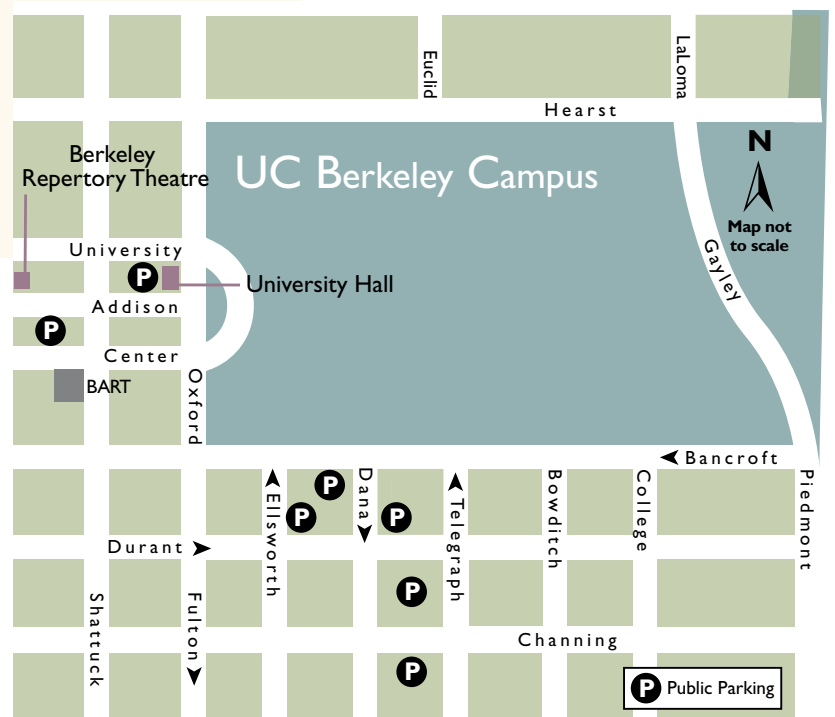 Euclid
LaLoma
Hearst
Berkeley
Repertory Theatre
UC Berkeley Campus
N
Map not
to scale
Gayley
University
P
University Hall
Addison
P
Center
BART
Oxford
Bancroft
P
P
Dana
P
Ellsworth
Telegraph
Bowditch
College
Piedmont
Durant
P
Shattuck
Fulton
Channing
P
P Public Parking